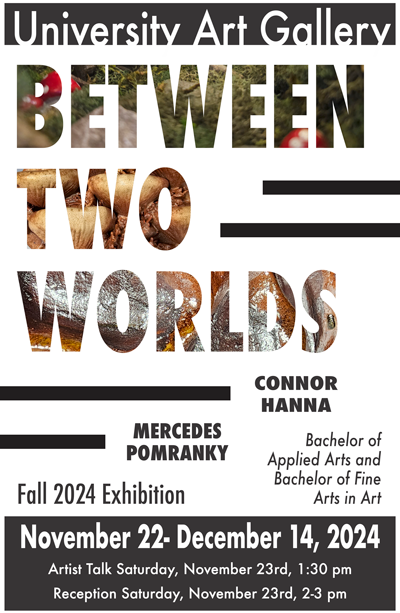 University Art Gallery
BETWEEN
TWO
WORLDS
CONNOR
HANNA
MERCEDES
POMRANKY
Bachelor of
Applied Arts and
Bachelor of Fine
Arts in Art
Fall 2024 Exhibition
November 22- December 14, 2024
Artist Talk Saturday, November 23rd, 1:30 pm
Reception Saturday, November 23rd, 2-3 pm